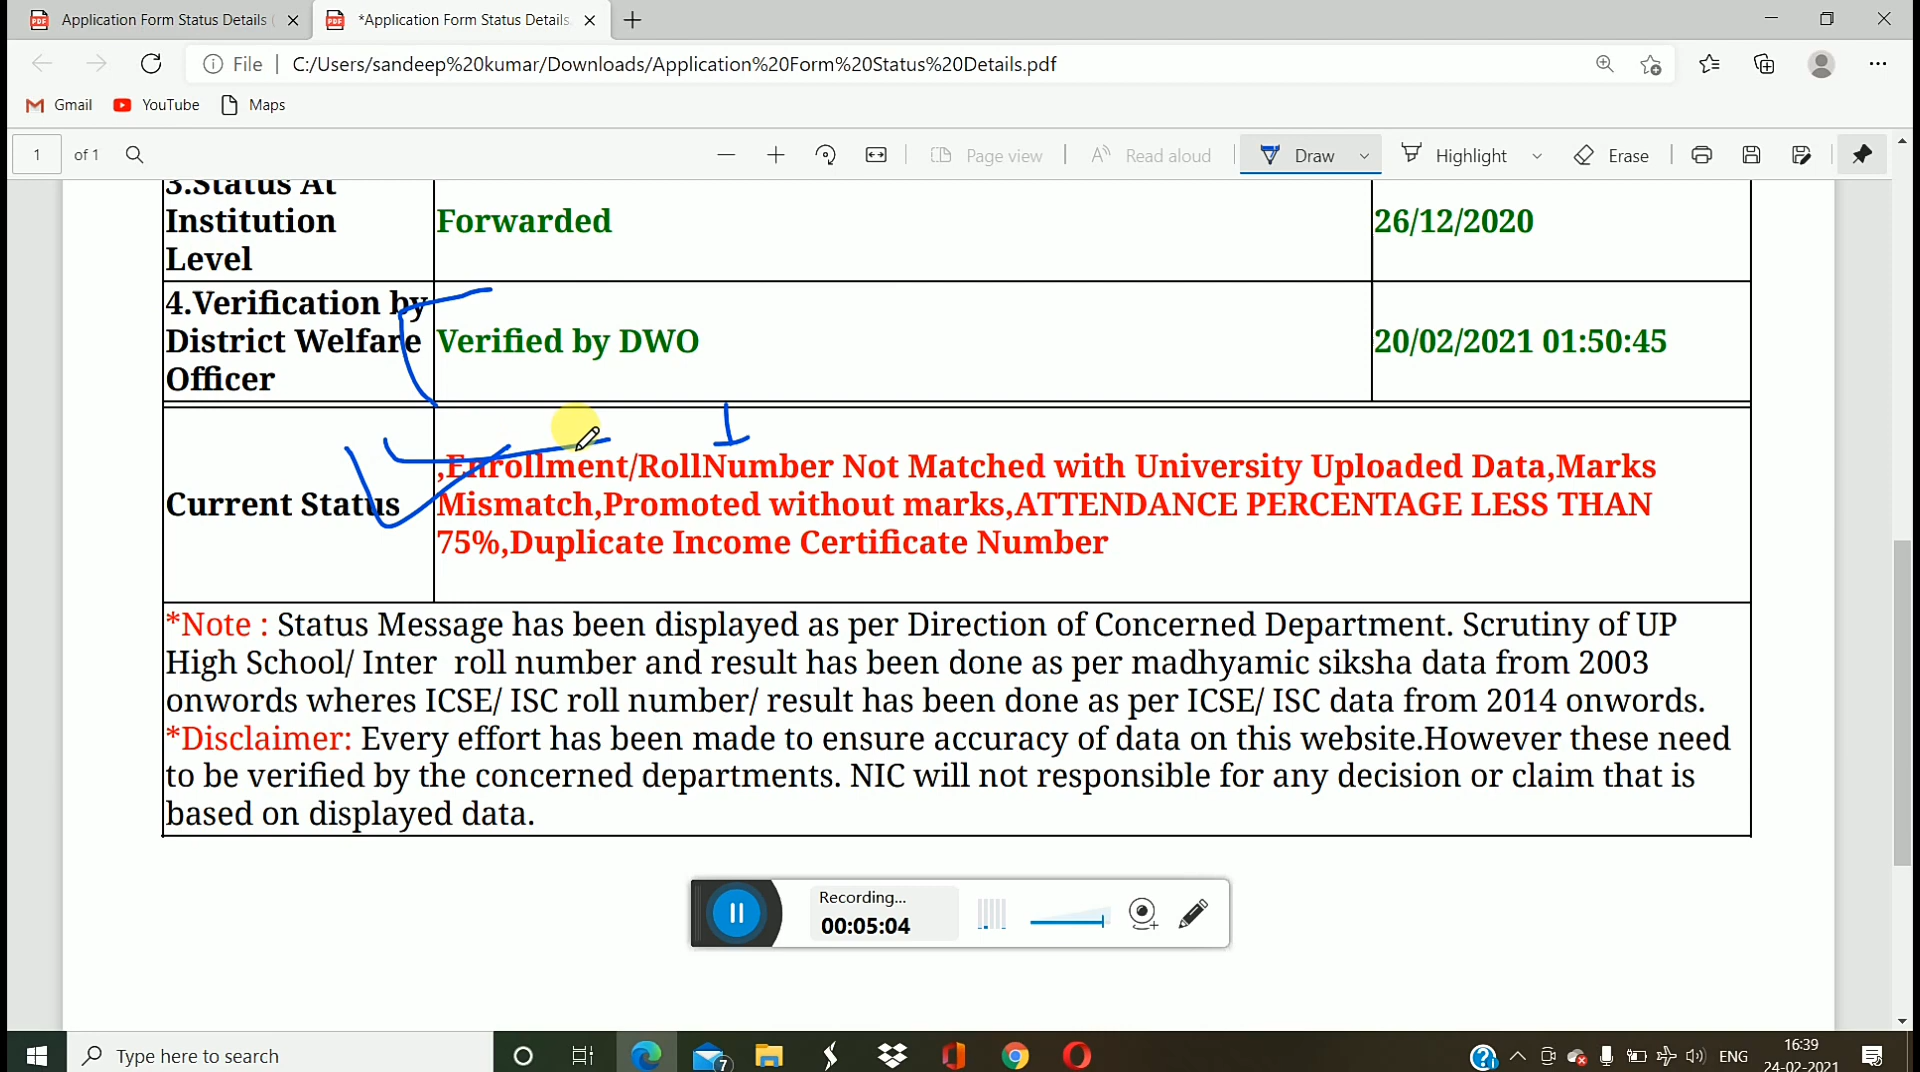 Application Form Status Details
*Application Form Status Details
File
C:/Users/sandeep%20kumar/Downloads/Application%20Form%20Status%20Details.pdf
Gmail
YouTube
Maps
1
of 1
Page view
Read aloud
Draw
Highlight
Erase
3.Status At
Institution
Level
Forwarded
26/12/2020
4.Verification by
District Welfare
Officer
Verified by DWO
20/02/2021 01:50:45
Current Status
,Enrollment/RollNumber Not Matched with University Uploaded Data,Marks
Mismatch,Promoted without marks,ATTENDANCE PERCENTAGE LESS THAN
75%,Duplicate Income Certificate Number
*Note : Status Message has been displayed as per Direction of Concerned Department. Scrutiny of UP
High School/ Inter roll number and result has been done as per madhyamic siksha data from 2003
onwords wheres ICSE/ ISC roll number/ result has been done as per ICSE/ ISC data from 2014 onwords.
*Disclaimer: Every effort has been made to ensure accuracy of data on this website.However these need
to be verified by the concerned departments. NIC will not responsible for any decision or claim that is
based on displayed data.
Recording...
00:05:04
Type here to search
7
ENG
16:39
24-02-2021